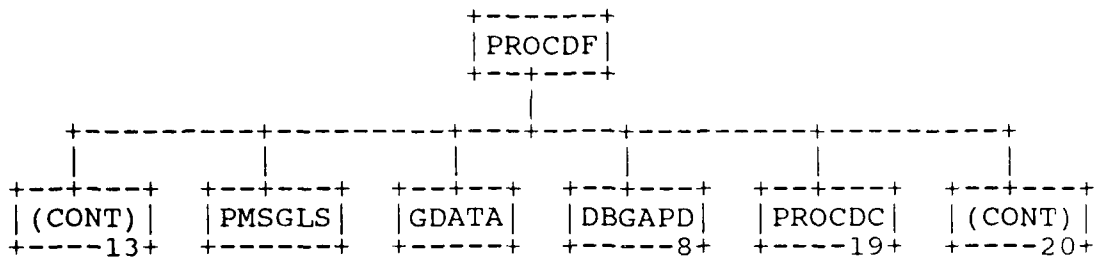 PROCDF
(CONT) PMSGLS GDATA DBGAPD PROCDC (CONT)
13 8 19 20